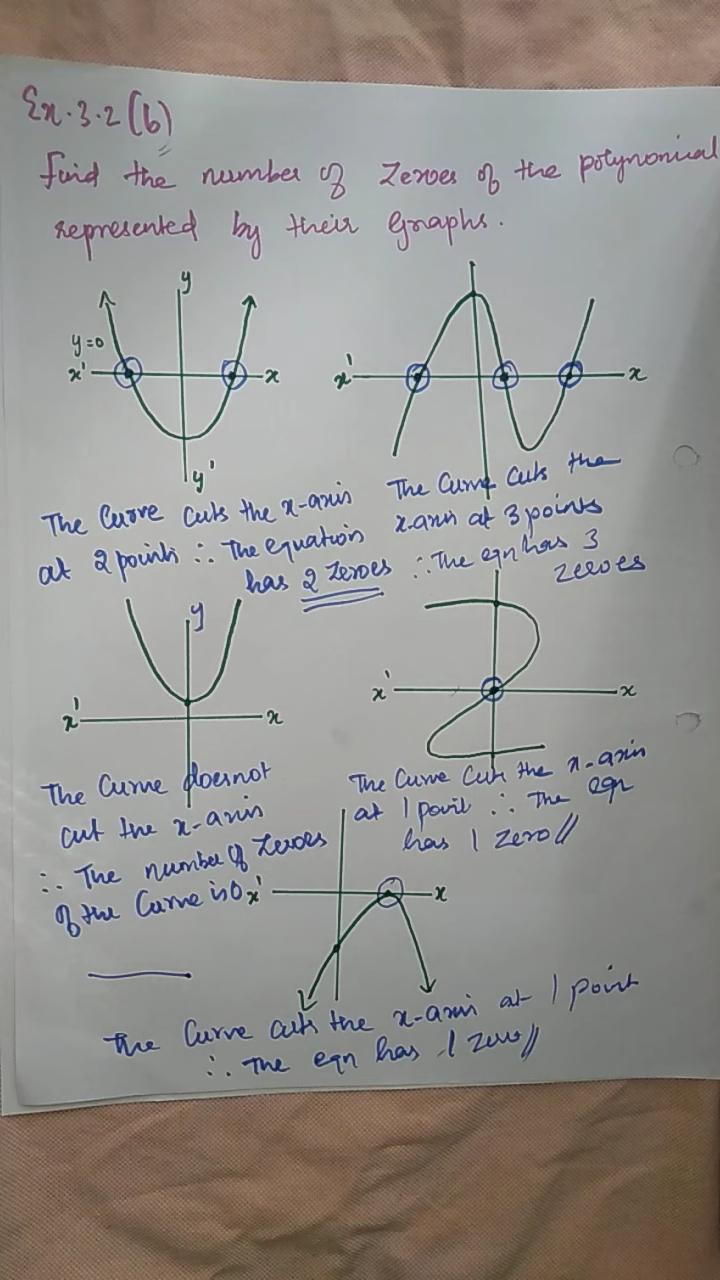 Ex.3.2(b)
Find the number of Zeroes of the polynomial
represented by their Graphs.
y
y=0
x' x
y'
x' x
The Curve cuts the x-axis
at 2 points ∴ The equation
has 2 Zeroes
The Curve Cuts the
x-axis at 3 points
∴ The eqn has 3
zeroes
y
x' x
The Curve does not
cut the x-axis
∴ The number of Zeroes
of the Curve is 0
x' x
The Curve Cuts the x-axis
at 1 point ∴ The eqn
has 1 zero//
x' x
The Curve cuts the x-axis at 1 point
∴ The eqn has 1 zero//